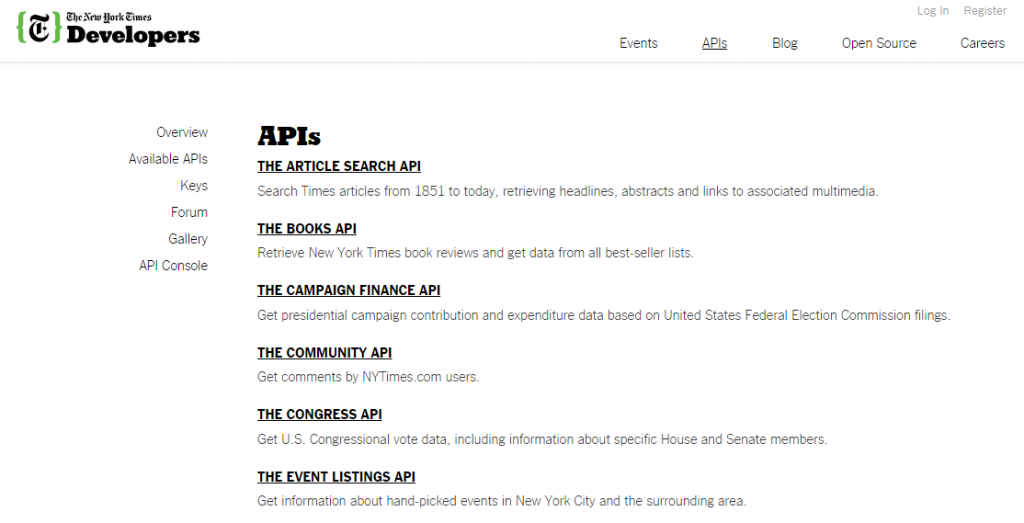 The New York Times
Developers
Log In Register
Events APIs Blog Open Source Careers
Overview
Available APIs
Keys
Forum
Gallery
API Console
APIs
THE ARTICLE SEARCH API
Search Times articles from 1851 to today, retrieving headlines, abstracts and links to associated multimedia.
THE BOOKS API
Retrieve New York Times book reviews and get data from all best-seller lists.
THE CAMPAIGN FINANCE API
Get presidential campaign contribution and expenditure data based on United States Federal Election Commission filings.
THE COMMUNITY API
Get comments by NYTimes.com users.
THE CONGRESS API
Get U.S. Congressional vote data, including information about specific House and Senate members.
THE EVENT LISTINGS API
Get information about hand-picked events in New York City and the surrounding area.